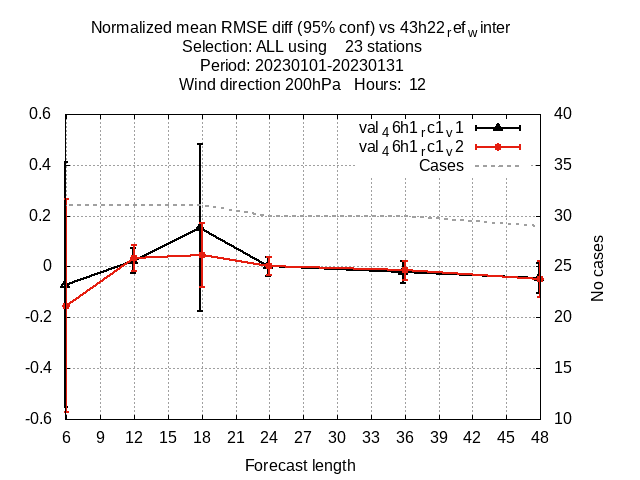 Normalized mean RMSE diff (95% conf) vs 43h22refwinter
Selection: ALL using    23 stations
Period: 20230101-20230131
Wind direction 200hPa   Hours:  12
val46h1rc1v1
val46h1rc1v2
Cases
0.6
0.4
0.2
0
-0.2
-0.4
-0.6
40
35
30
25
20
15
10
No cases
6 9 12 15 18 21 24 27 30 33 36 39 42 45 48
Forecast length